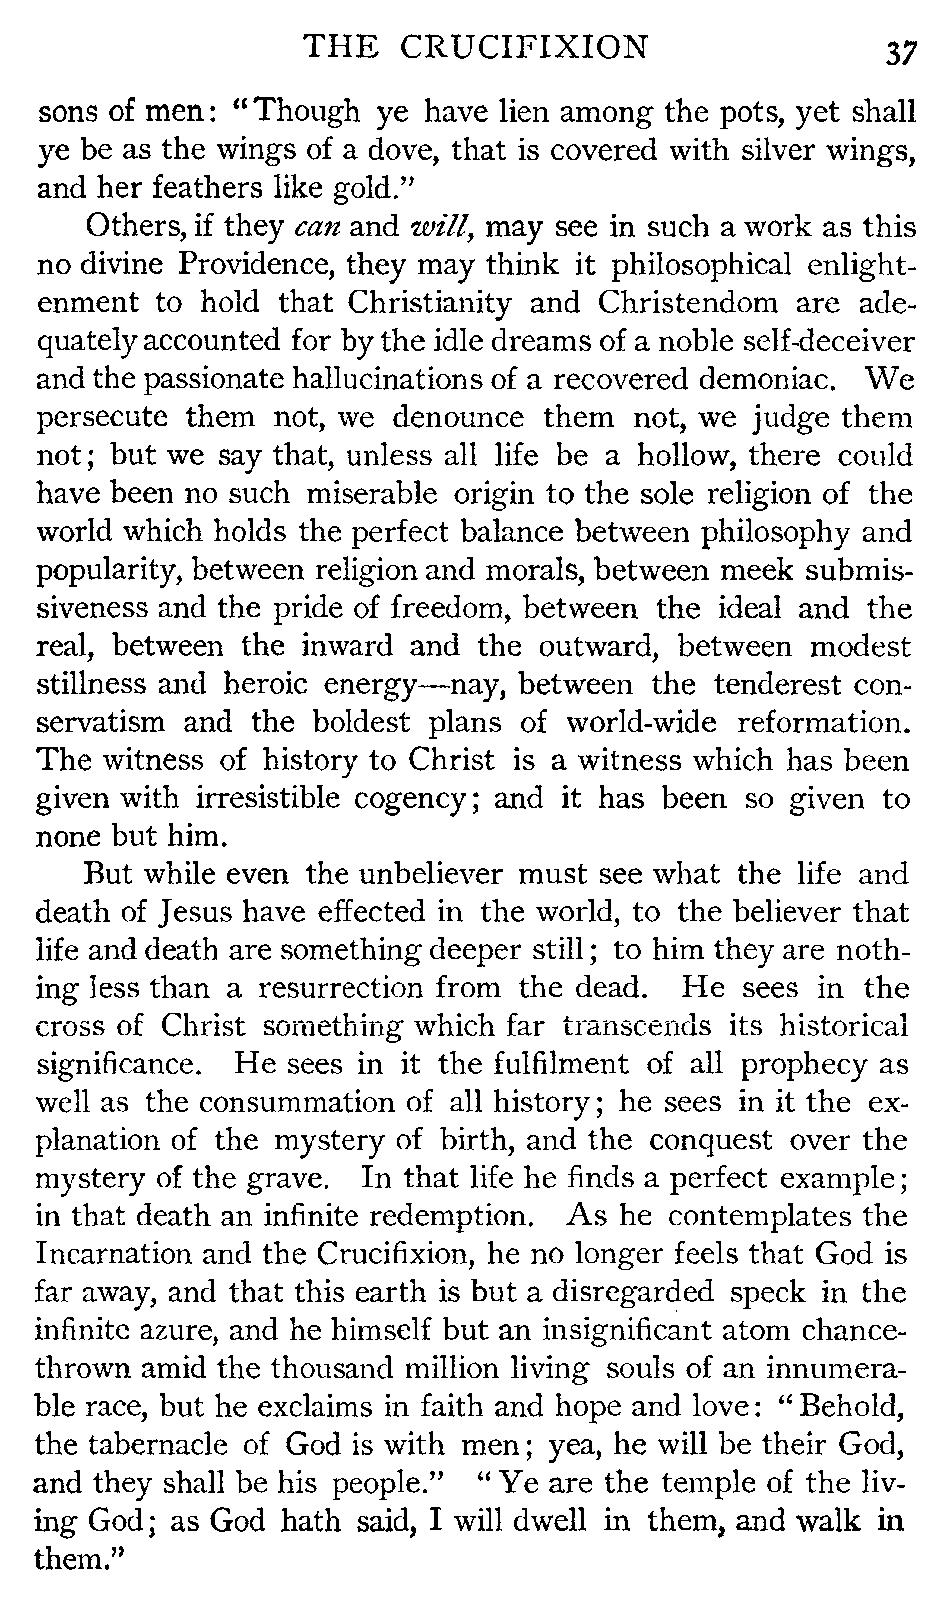 THE CRUCIFIXION 37
sons of men: "Though ye have lien among the pots, yet shall
ye be as the wings of a dove, that is covered with silver wings,
and her feathers like gold."
Others, if they can and will, may see in such a work as this
no divine Providence, they may think it philosophical enlight-
enment to hold that Christianity and Christendom are ade-
quately accounted for by the idle dreams of a noble self-deceiver
and the passionate hallucinations of a recovered demoniac. We
persecute them not, we denounce them not, we judge them
not; but we say that, unless all life be a hollow, there could
have been no such miserable origin to the sole religion of the
world which holds the perfect balance between philosophy and
popularity, between religion and morals, between meek submis-
siveness and the pride of freedom, between the ideal and the
real, between the inward and the outward, between modest
stillness and heroic energy—nay, between the tenderest con-
servatism and the boldest plans of world-wide reformation.
The witness of history to Christ is a witness which has been
given with irresistible cogency; and it has been so given to
none but him.
But while even the unbeliever must see what the life and
death of Jesus have effected in the world, to the believer that
life and death are something deeper still; to him they are noth-
ing less than a resurrection from the dead. He sees in the
cross of Christ something which far transcends its historical
significance. He sees in it the fulfilment of all prophecy as
well as the consummation of all history; he sees in it the ex-
planation of the mystery of birth, and the conquest over the
mystery of the grave. In that life he finds a perfect example;
in that death an infinite redemption. As he contemplates the
Incarnation and the Crucifixion, he no longer feels that God is
far away, and that this earth is but a disregarded speck in the
infinite azure, and he himself but an insignificant atom chance-
thrown amid the thousand million living souls of an innumera-
ble race, but he exclaims in faith and hope and love: "Behold,
the tabernacle of God is with men; yea, he will be their God,
and they shall be his people." "Ye are the temple of the liv-
ing God; as God hath said, I will dwell in them, and walk in
them."